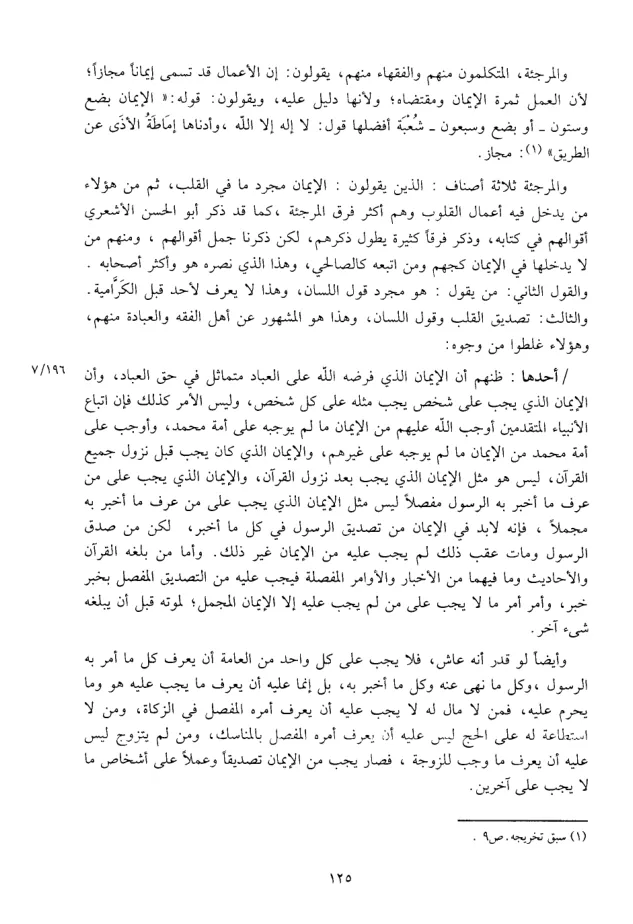 والمرجئة، المتكلمون منهم والفقهاء منهم، يقولون: إن الأعمال قد تسمى إيماناً مجازاً؛
لأن العمل ثمرة الإيمان ومقتضاه؛ ولأنها دليل عليه، ويقولون: قوله:« الإيمان بضع
وستون ـ أو بضع وسبعون ـ شُعْبَة أفضلها قول: لا إله إلا الله ،وأدناها إمَاطَةُ الأذَى عن
الطريق» (١): مجاز.
والمرجئة ثلاثة أصناف : الذين يقولون : الإيمان مجرد ما في القلب، ثم من هؤلاء
من يدخل فيه أعمال القلوب وهم أكثر فرق المرجئة ،كما قد ذكر أبو الحسن الأشعري
أقوالهم في كتابه، وذكر فرقاً كثيرة يطول ذكرهم، لكن ذكرنا جمل أقوالهم ، ومنهم من
لا يدخلها في الإيمان كجهم ومن اتبعه كالصالحي، وهذا الذي نصره هو وأكثر أصحابه .
والقول الثاني: من يقول : هو مجرد قول اللسان، وهذا لا يعرف لأحد قبل الكَرَّامية.
والثالث: تصديق القلب وقول اللسان، وهذا هو المشهور عن أهل الفقه والعبادة منهم،
وهؤلاء غلطوا من وجوه:
٧/١٩٦ / أحدها : ظنهم أن الإيمان الذي فرضه الله على العباد متماثل في حق العباد، وأن
الإيمان الذي يجب على شخص يجب مثله على كل شخص، وليس الأمر كذلك فإن اتباع
الأنبياء المتقدمين أوجب الله عليهم من الإيمان ما لم يوجبه على أمة محمد، وأوجب على
أمة محمد من الإيمان ما لم يوجبه على غيرهم، والإيمان الذي كان يجب قبل نزول جميع
القرآن، ليس هو مثل الإيمان الذي يجب بعد نزول القرآن، والإيمان الذي يجب على من
عرف ما أخبر به الرسول مفصلاً ليس مثل الإيمان الذي يجب على من عرف ما أخبر به
مجملاً ، فإنه لابد في الإيمان من تصديق الرسول في كل ما أخبر، لكن من صدق
الرسول ومات عقب ذلك لم يجب عليه من الإيمان غير ذلك. وأما من بلغه القرآن
والأحاديث وما فيهما من الأخبار والأوامر المفصلة فيجب عليه من التصديق المفصل بخبر
خبر، وأمر أمر ما لا يجب على من لم يجب عليه إلا الإيمان المجمل؛ لموته قبل أن يبلغه
شيء آخر.
وأيضاً لو قدر أنه عاش، فلا يجب على كل واحد من العامة أن يعرف كل ما أمر به
الرسول ،وكل ما نهى عنه وكل ما أخبر به، بل إنما عليه أن يعرف ما يجب عليه هو وما
يحرم عليه، فمن لا مال له لا يجب عليه أن يعرف أمره المفصل في الزكاة، ومن لا
استطاعة له على الحج ليس عليه أن يعرف أمره المفصل بالمناسك، ومن لم يتزوج ليس
عليه أن يعرف ما وجب للزوجة ، فصار يجب من الإيمان تصديقاً وعملاً على أشخاص ما
لا يجب على آخرين.
(١) سبق تخريجه.ص٩ .
١٢٥